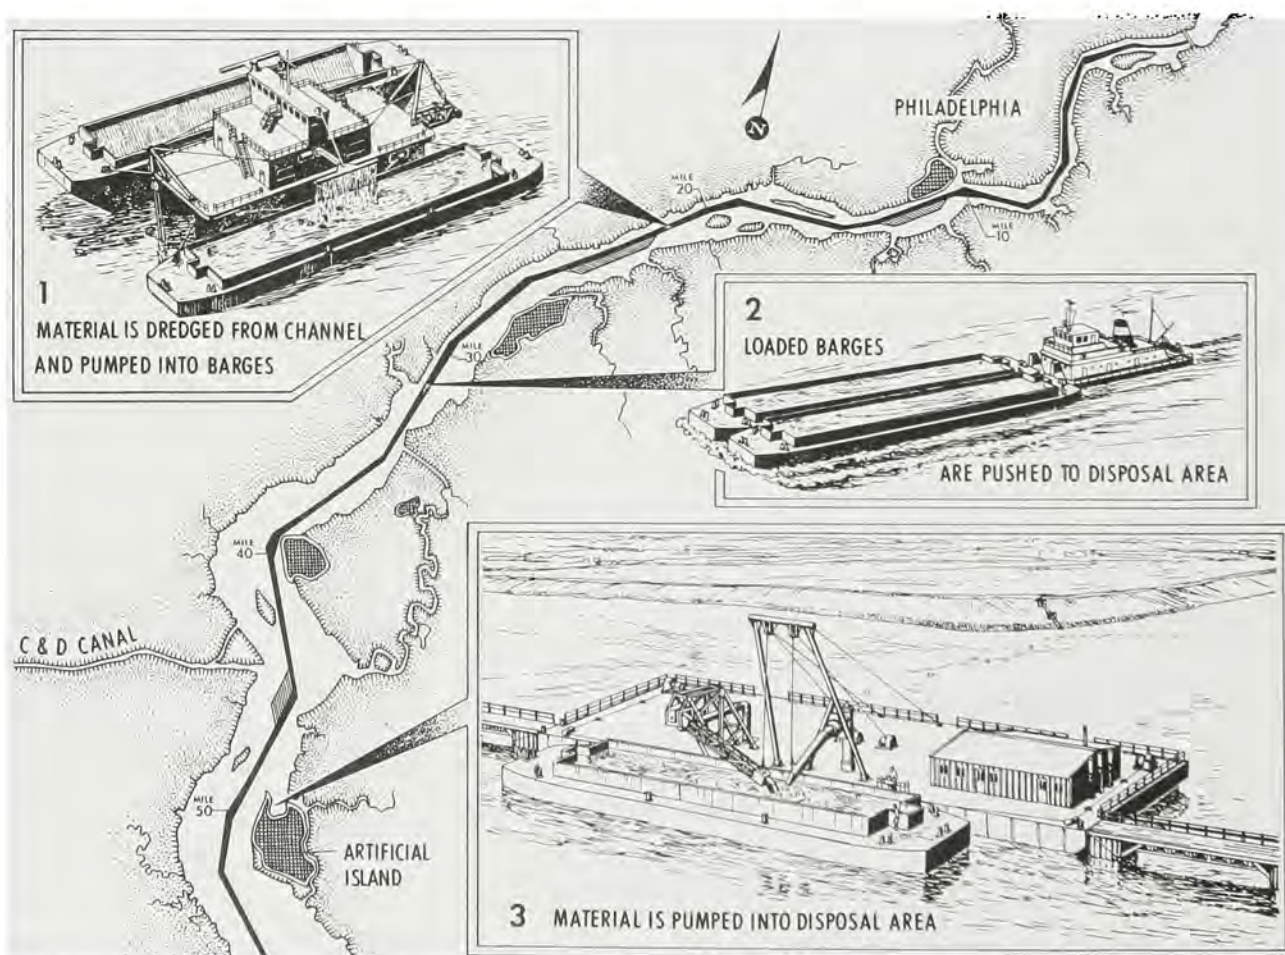 PHILADELPHIA
N
MILE
20
MILE
10
1
MATERIAL IS DREDGED FROM CHANNEL
AND PUMPED INTO BARGES
2
LOADED BARGES
ARE PUSHED TO DISPOSAL AREA
MILE
30
MILE
40
C & D CANAL
MILE
50
ARTIFICIAL
ISLAND
3 MATERIAL IS PUMPED INTO DISPOSAL AREA